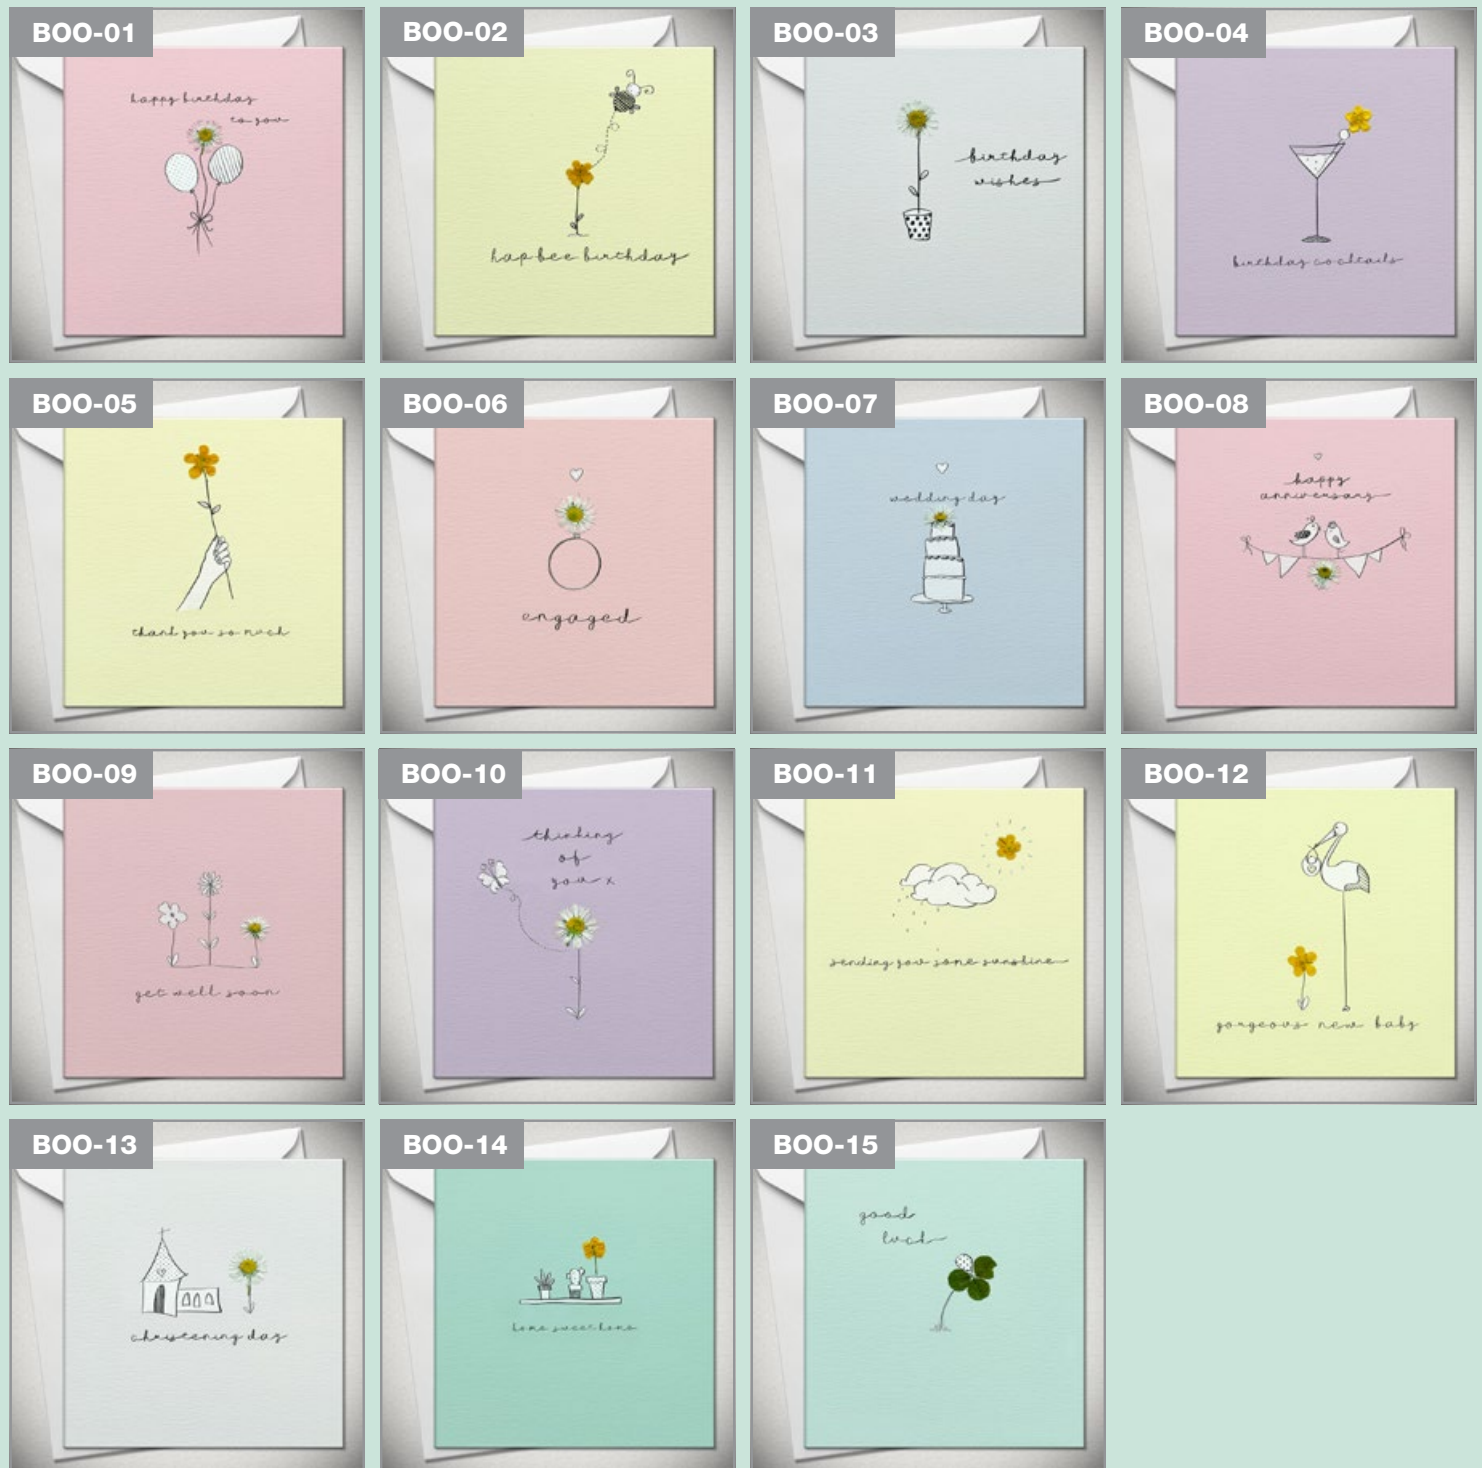 BOO-01
happy birthday
to you
BOO-02
hap-bee birthday
BOO-03
birthday
wishes
BOO-04
birthday cocktails
BOO-05
thank you so much
BOO-06
engaged
BOO-07
wedding day
BOO-08
happy
anniversary
BOO-09
get well soon
BOO-10
thinking
of
you x
BOO-11
sending you some sunshine
BOO-12
gorgeous new baby
BOO-13
christening day
BOO-14
home sweet home
BOO-15
good
luck